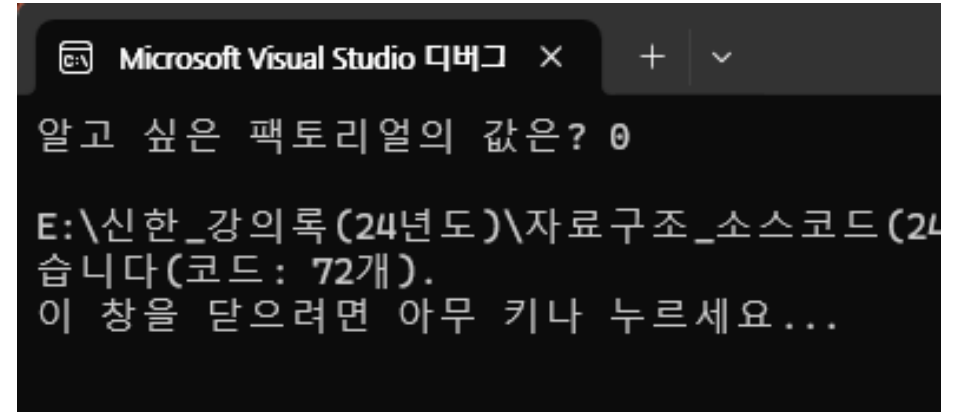 Microsoft Visual Studio 디버그
알고 싶은 팩토리얼의 값은? 0
E:\신한_강의록(24년도)\자료구조_소스코드(24
습니다(코드: 72개).
이 창을 닫으려면 아무 키나 누르세요...